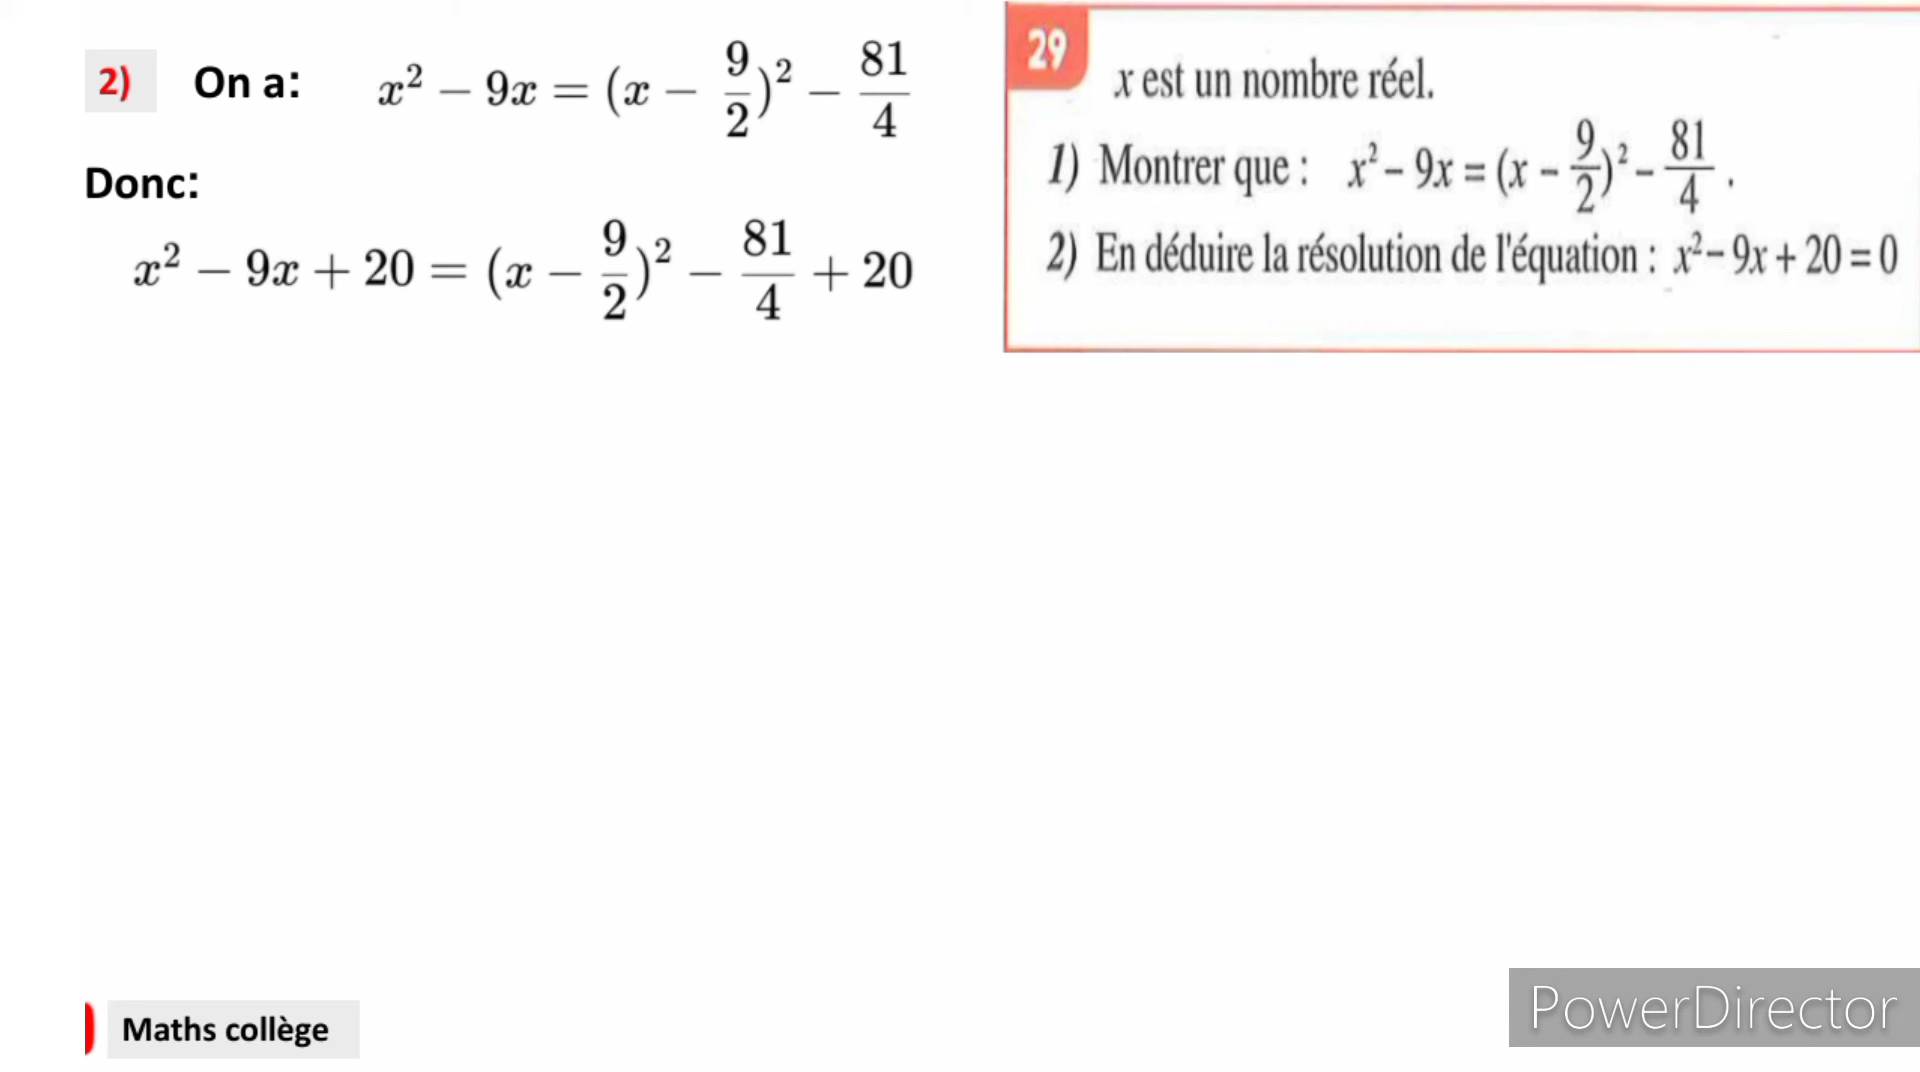 2) On a: x² − 9x = (x − 9/2)² − 81/4
Donc:
x² − 9x + 20 = (x − 9/2)² − 81/4 + 20
29
x est un nombre réel.
1) Montrer que : x² − 9x = (x − 9/2)² − 81/4 .
2) En déduire la résolution de l'équation : x² − 9x + 20 = 0
Maths collège
PowerDirector